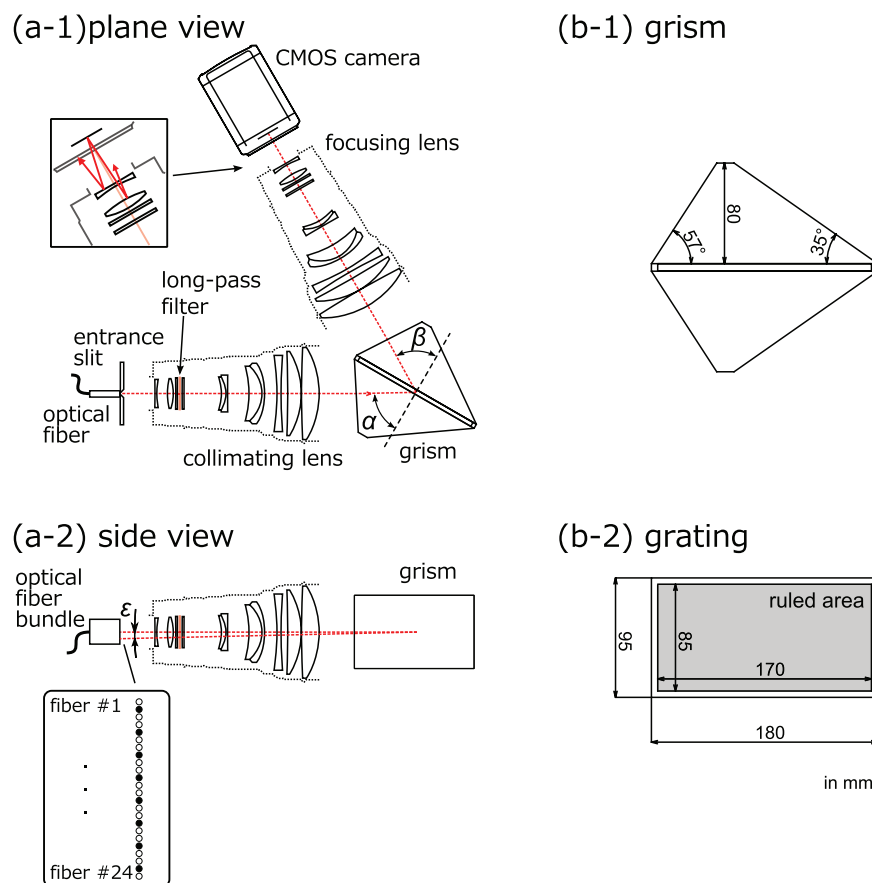 (a-1)plane view
CMOS camera
focusing lens
long-pass
filter
entrance
slit
optical
fiber
collimating lens
α
β
grism
(b-1) grism
57°
80
35°
(a-2) side view
optical
fiber
bundle
ε
grism
fiber #1
.
.
.
fiber #24
(b-2) grating
ruled area
95
85
170
180
in mm